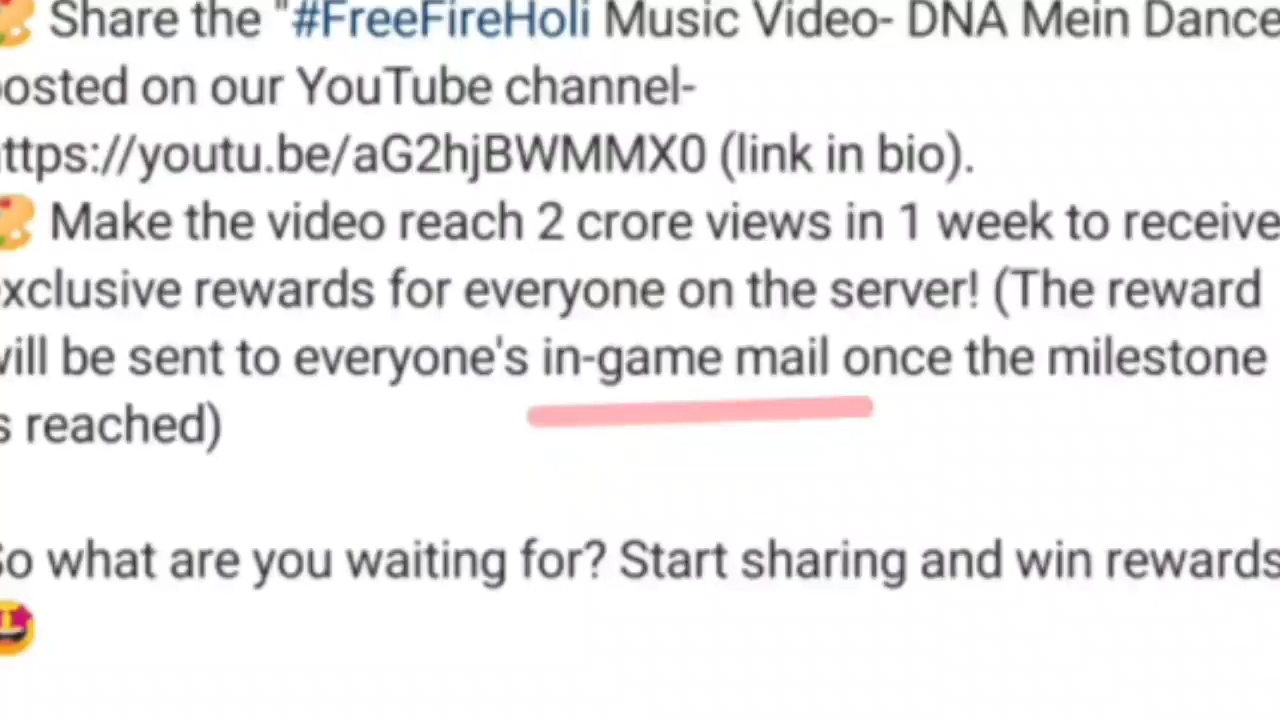 Share the "#FreeFireHoli Music Video- DNA Mein Dance
posted on our YouTube channel-
ttps://youtu.be/aG2hjBWMMX0 (link in bio).
Make the video reach 2 crore views in 1 week to receive
xclusive rewards for everyone on the server! (The reward
will be sent to everyone's in-game mail once the milestone
s reached)
So what are you waiting for? Start sharing and win rewards